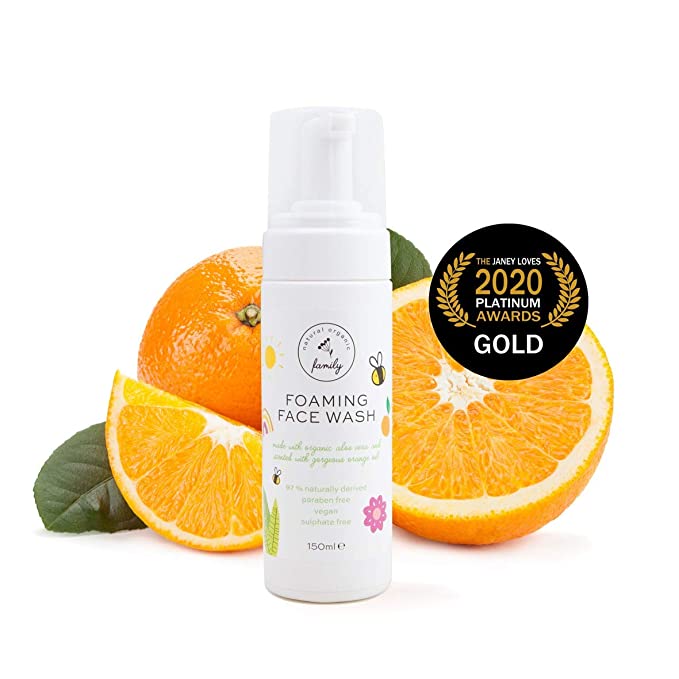 natural organic
family
FOAMING
FACE WASH
made with organic aloe vera and
scented with gorgeous orange oil
97 % naturally derived
paraben free
vegan
sulphate free
150ml e
THE JANEY LOVES
2020
PLATINUM
AWARDS
GOLD